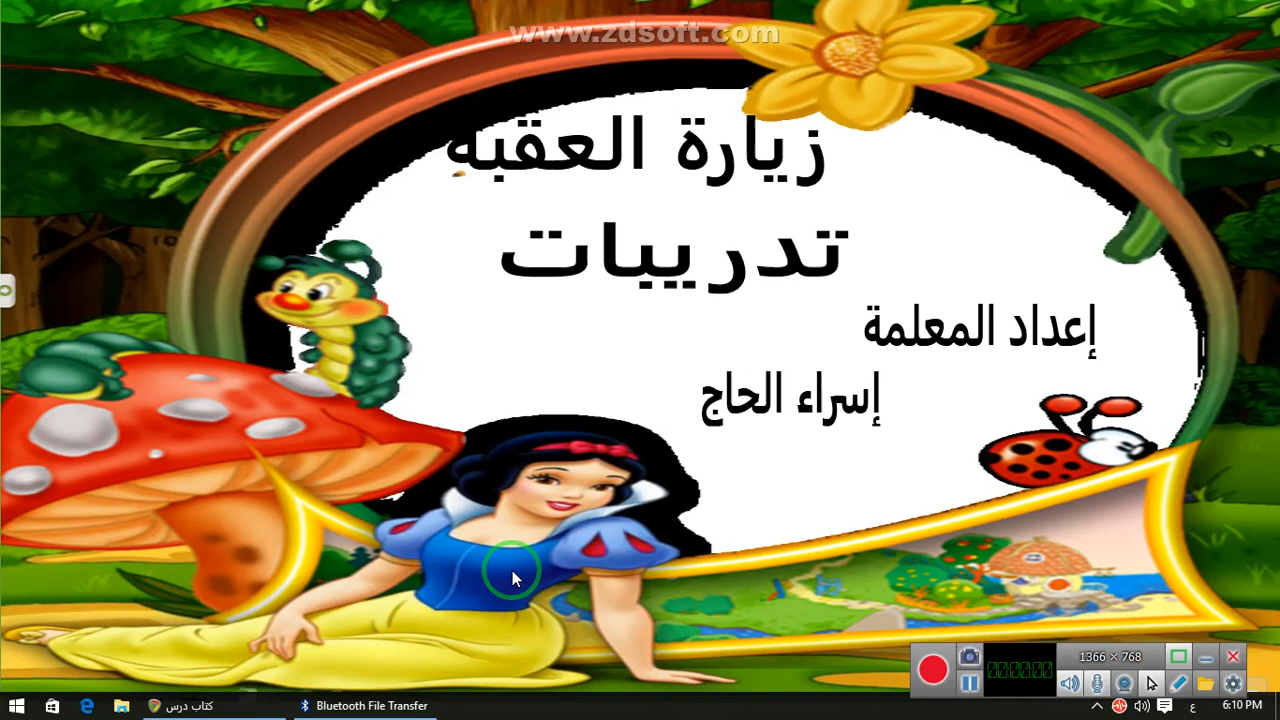 www.zdsoft.com
زيارة العقبة
تدريبات
إعداد المعلمة
إسراء الحاج
1366 × 768
كتاب درس
Bluetooth File Transfer
ع
6:10 PM